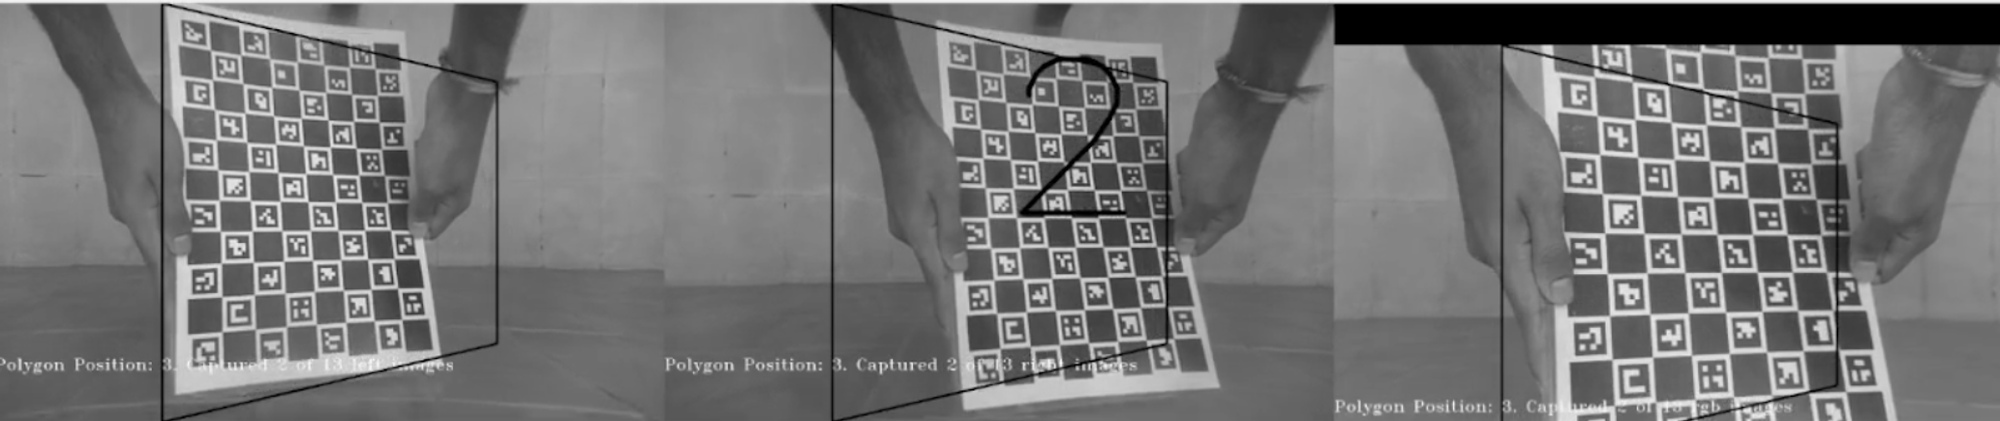 2
Polygon Position: 3. Captured 2 of 13 left images
Polygon Position: 3. Captured 2 of 13 right images
Polygon Position: 3. Captured 2 of 13 rgb images